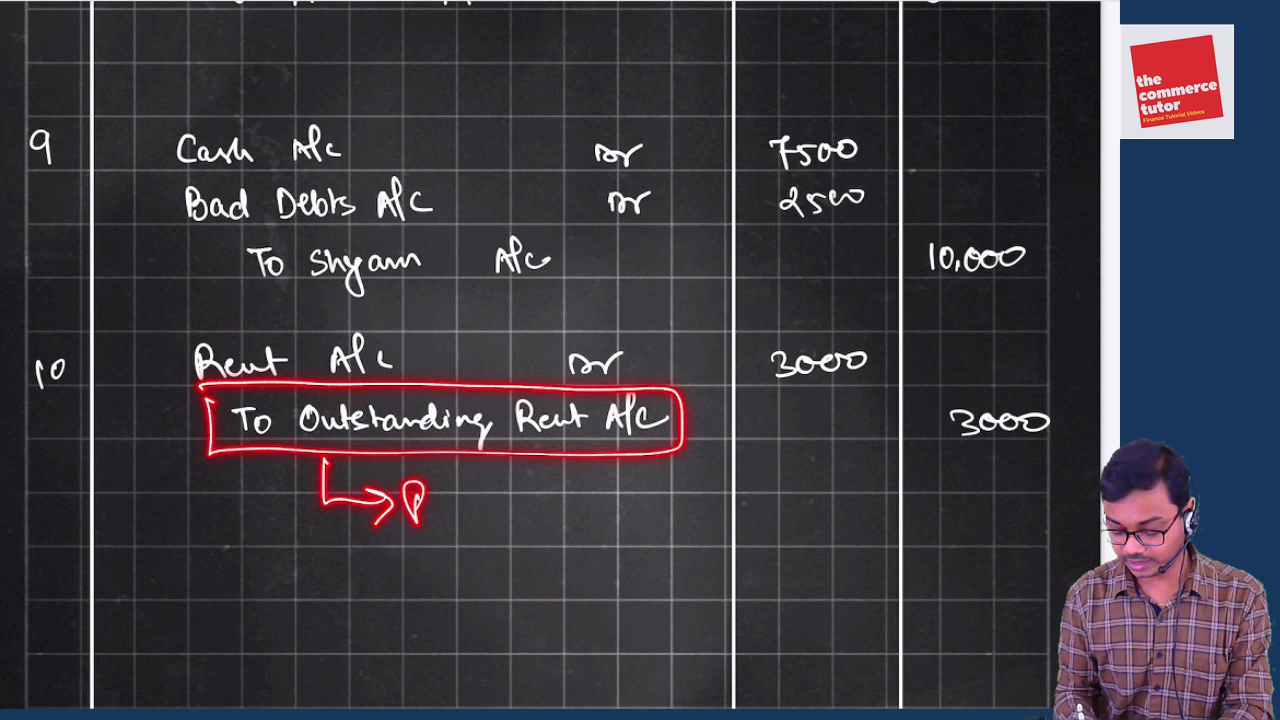 9 Cash A/c Dr 7500
Bad Debts A/c Dr 2500
To Shyam A/c 10,000
10 Rent A/c Dr 3000
To Outstanding Rent A/c 3000
P
the
commerce
tutor
Finance Tutorial Videos